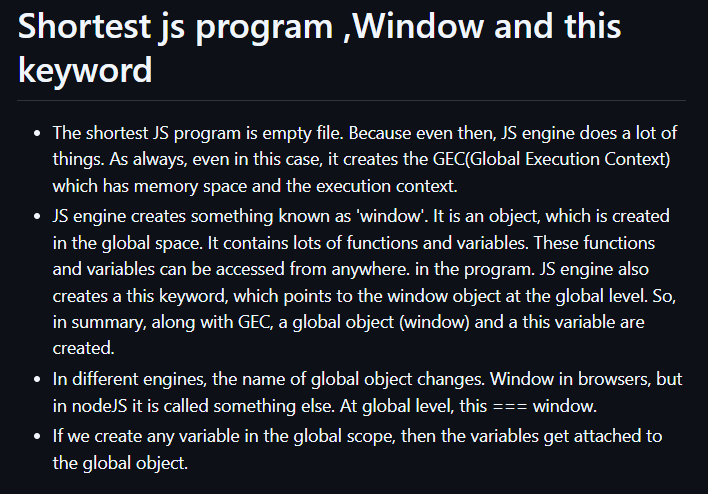 Shortest js program ,Window and this
keyword
• The shortest JS program is empty file. Because even then, JS engine does a lot of
things. As always, even in this case, it creates the GEC(Global Execution Context)
which has memory space and the execution context.
• JS engine creates something known as 'window'. It is an object, which is created
in the global space. It contains lots of functions and variables. These functions
and variables can be accessed from anywhere. in the program. JS engine also
creates a this keyword, which points to the window object at the global level. So,
in summary, along with GEC, a global object (window) and a this variable are
created.
• In different engines, the name of global object changes. Window in browsers, but
in nodeJS it is called something else. At global level, this === window.
• If we create any variable in the global scope, then the variables get attached to
the global object.